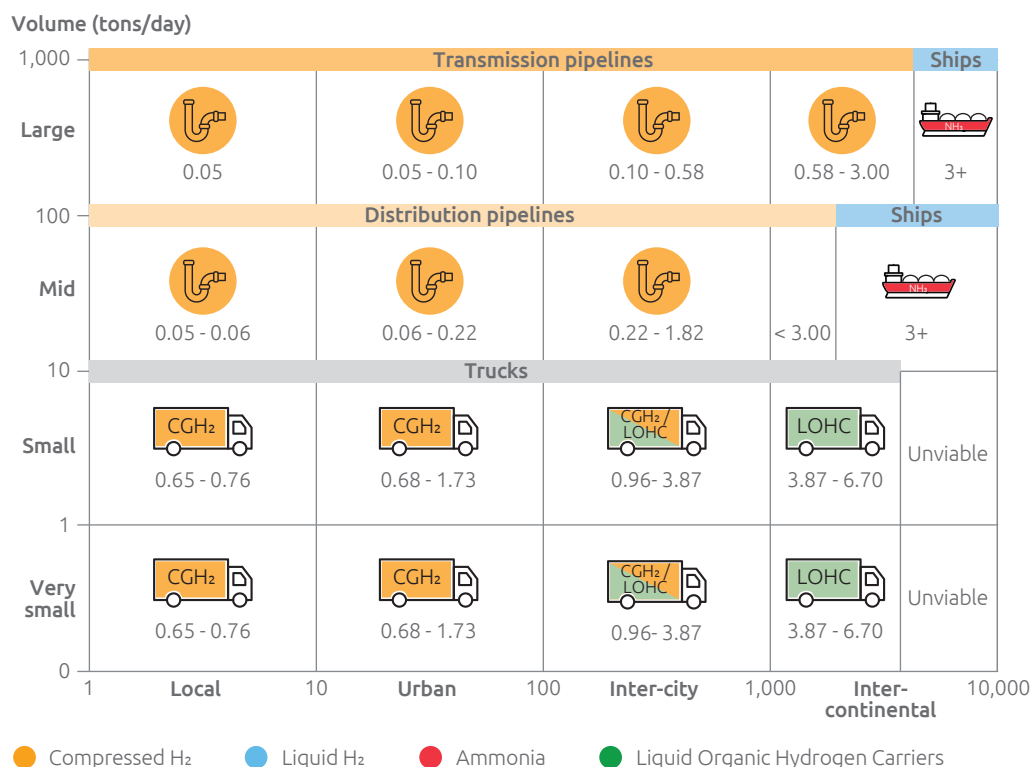 Volume (tons/day)
1,000
Transmission pipelines
Ships
Large
NH₃
0.05
0.05 - 0.10
0.10 - 0.58
0.58 - 3.00
3+
100
Distribution pipelines
Ships
Mid
NH₃
0.05 - 0.06
0.06 - 0.22
0.22 - 1.82
< 3.00
3+
10
Trucks
Small
CGH₂
CGH₂
CGH₂ /
LOHC
LOHC
Unviable
0.65 - 0.76
0.68 - 1.73
0.96- 3.87
3.87 - 6.70
1
Very
small
CGH₂
CGH₂
CGH₂ /
LOHC
LOHC
Unviable
0.65 - 0.76
0.68 - 1.73
0.96- 3.87
3.87 - 6.70
0
1
Local
10
Urban
100
Inter-city
1,000
Inter-
continental
10,000
Compressed H₂
Liquid H₂
Ammonia
Liquid Organic Hydrogen Carriers